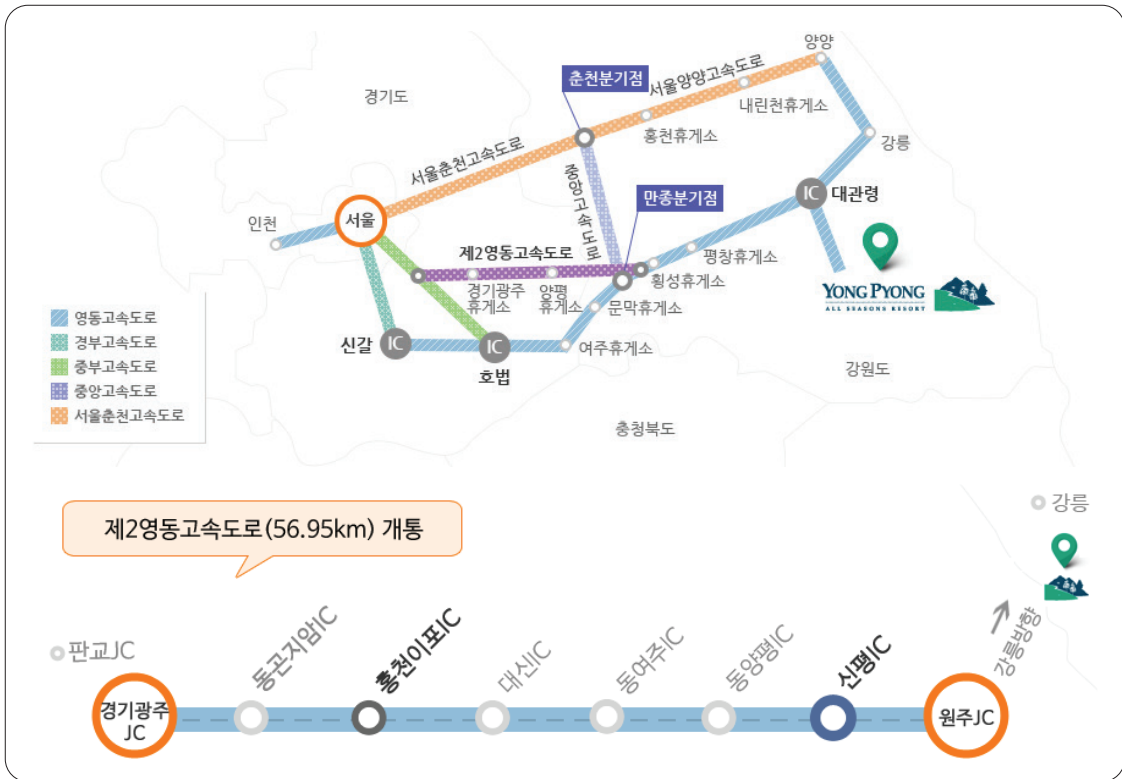 양양
춘천분기점
서울양양고속도로
경기도
내린천휴게소
홍천휴게소
강릉
서울춘천고속도로
중앙고속도로
만종분기점
IC
대관령
인천
서울
제2영동고속도로
평창휴게소
횡성휴게소
경기광주
휴게소
양평
휴게소
문막휴게소
YONG PYONG
ALL SEASONS RESORT
영동고속도로
경부고속도로
중부고속도로
중앙고속도로
서울춘천고속도로
신갈
IC
IC
호법
여주휴게소
강원도
충청북도
제2영동고속도로(56.95km) 개통
강릉
강릉방향
판교JC
경기광주
JC
동곤지암IC
홍천이포IC
대신IC
동여주IC
동양평IC
신평IC
원주JC